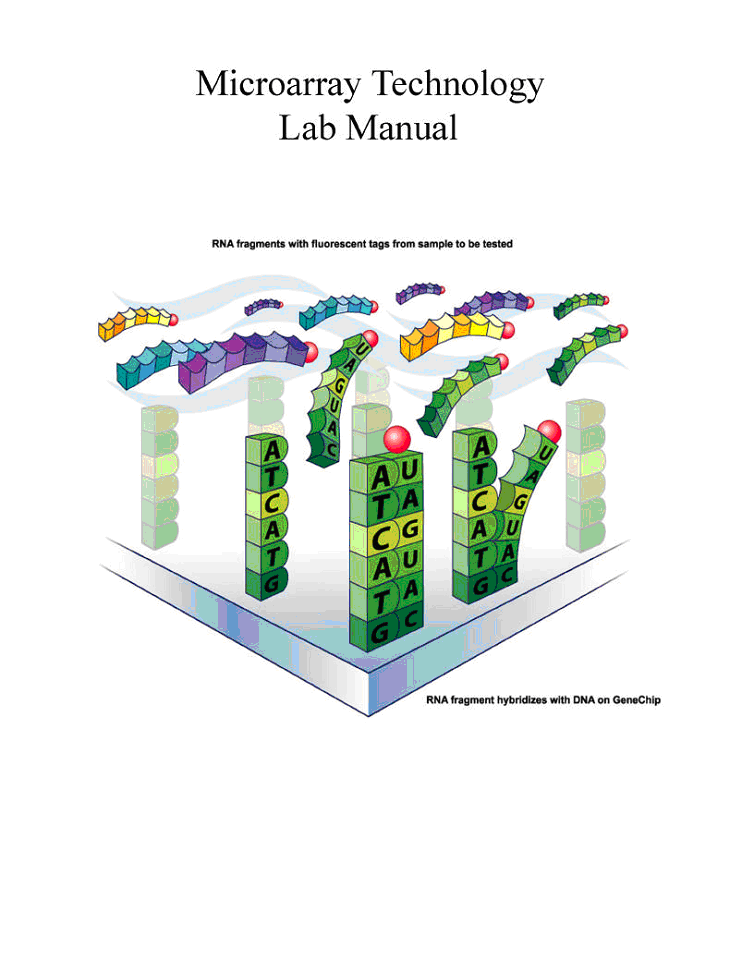 Microarray Technology
Lab Manual
RNA fragments with fluorescent tags from sample to be tested
U
A
G
U
A
C
A
T
C
A
T
G
A U
T A
C G
A U
T A
G C
A
T
C
A
T
G
U
A
G
U
A
C
RNA fragment hybridizes with DNA on GeneChip